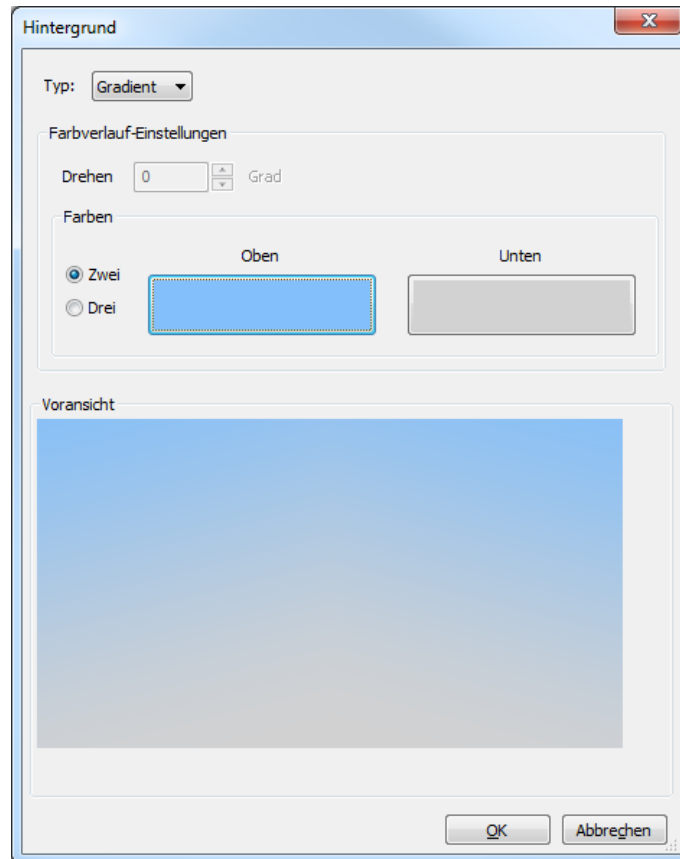 Hintergrund
Typ: Gradient
Farbverlauf-Einstellungen
Drehen 0 Grad
Farben
Oben Unten
Zwei
Drei
Voransicht
OK Abbrechen